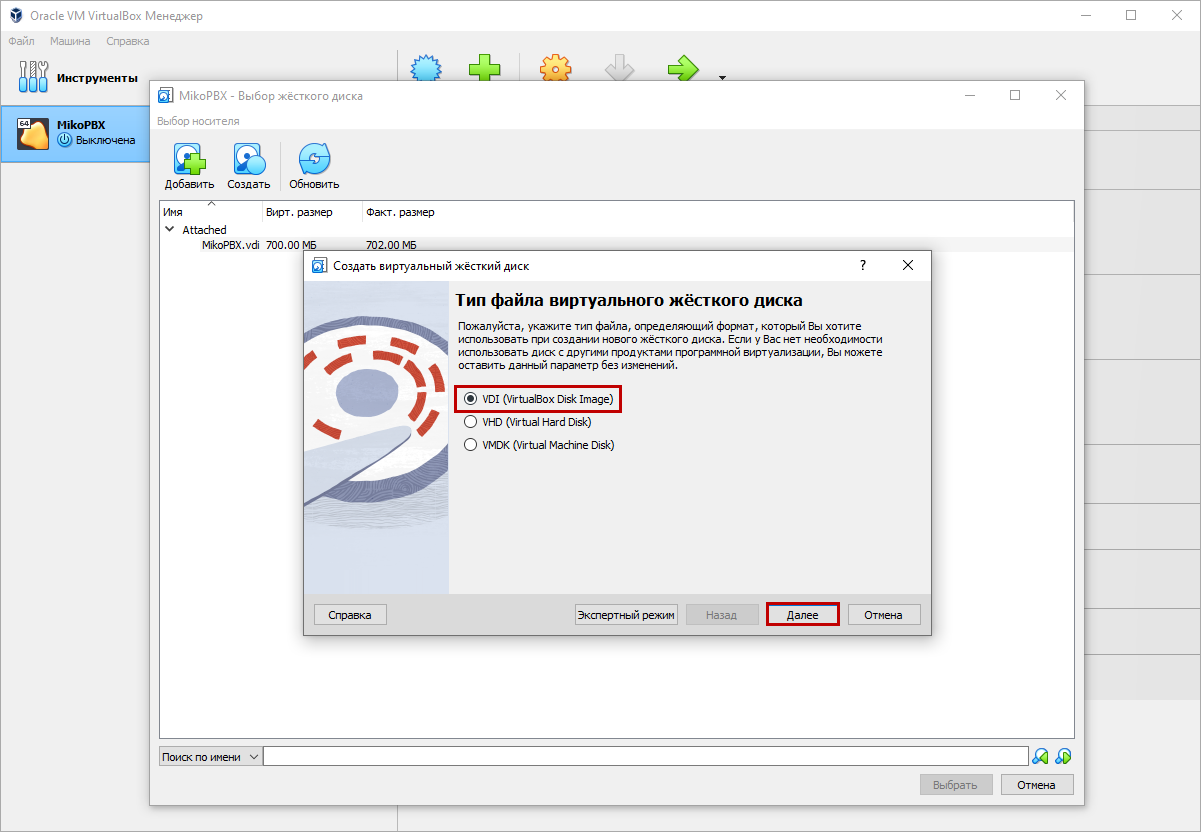 Oracle VM VirtualBox Менеджер
Файл Машина Справка
Инструменты
64
MikoPBX
Выключена
MikoPBX - Выбор жёсткого диска
Выбор носителя
Добавить Создать Обновить
Имя Вирт. размер Факт. размер
Attached
MikoPBX.vdi 700.00 МБ 702.00 МБ
Создать виртуальный жёсткий диск
?
Тип файла виртуального жёсткого диска
Пожалуйста, укажите тип файла, определяющий формат, который Вы хотите
использовать при создании нового жёсткого диска. Если у Вас нет необходимости
использовать диск с другими продуктами программной виртуализации, Вы можете
оставить данный параметр без изменений.
VDI (VirtualBox Disk Image)
VHD (Virtual Hard Disk)
VMDK (Virtual Machine Disk)
Справка Экспертный режим Назад Далее Отмена
Поиск по имени
Выбрать Отмена